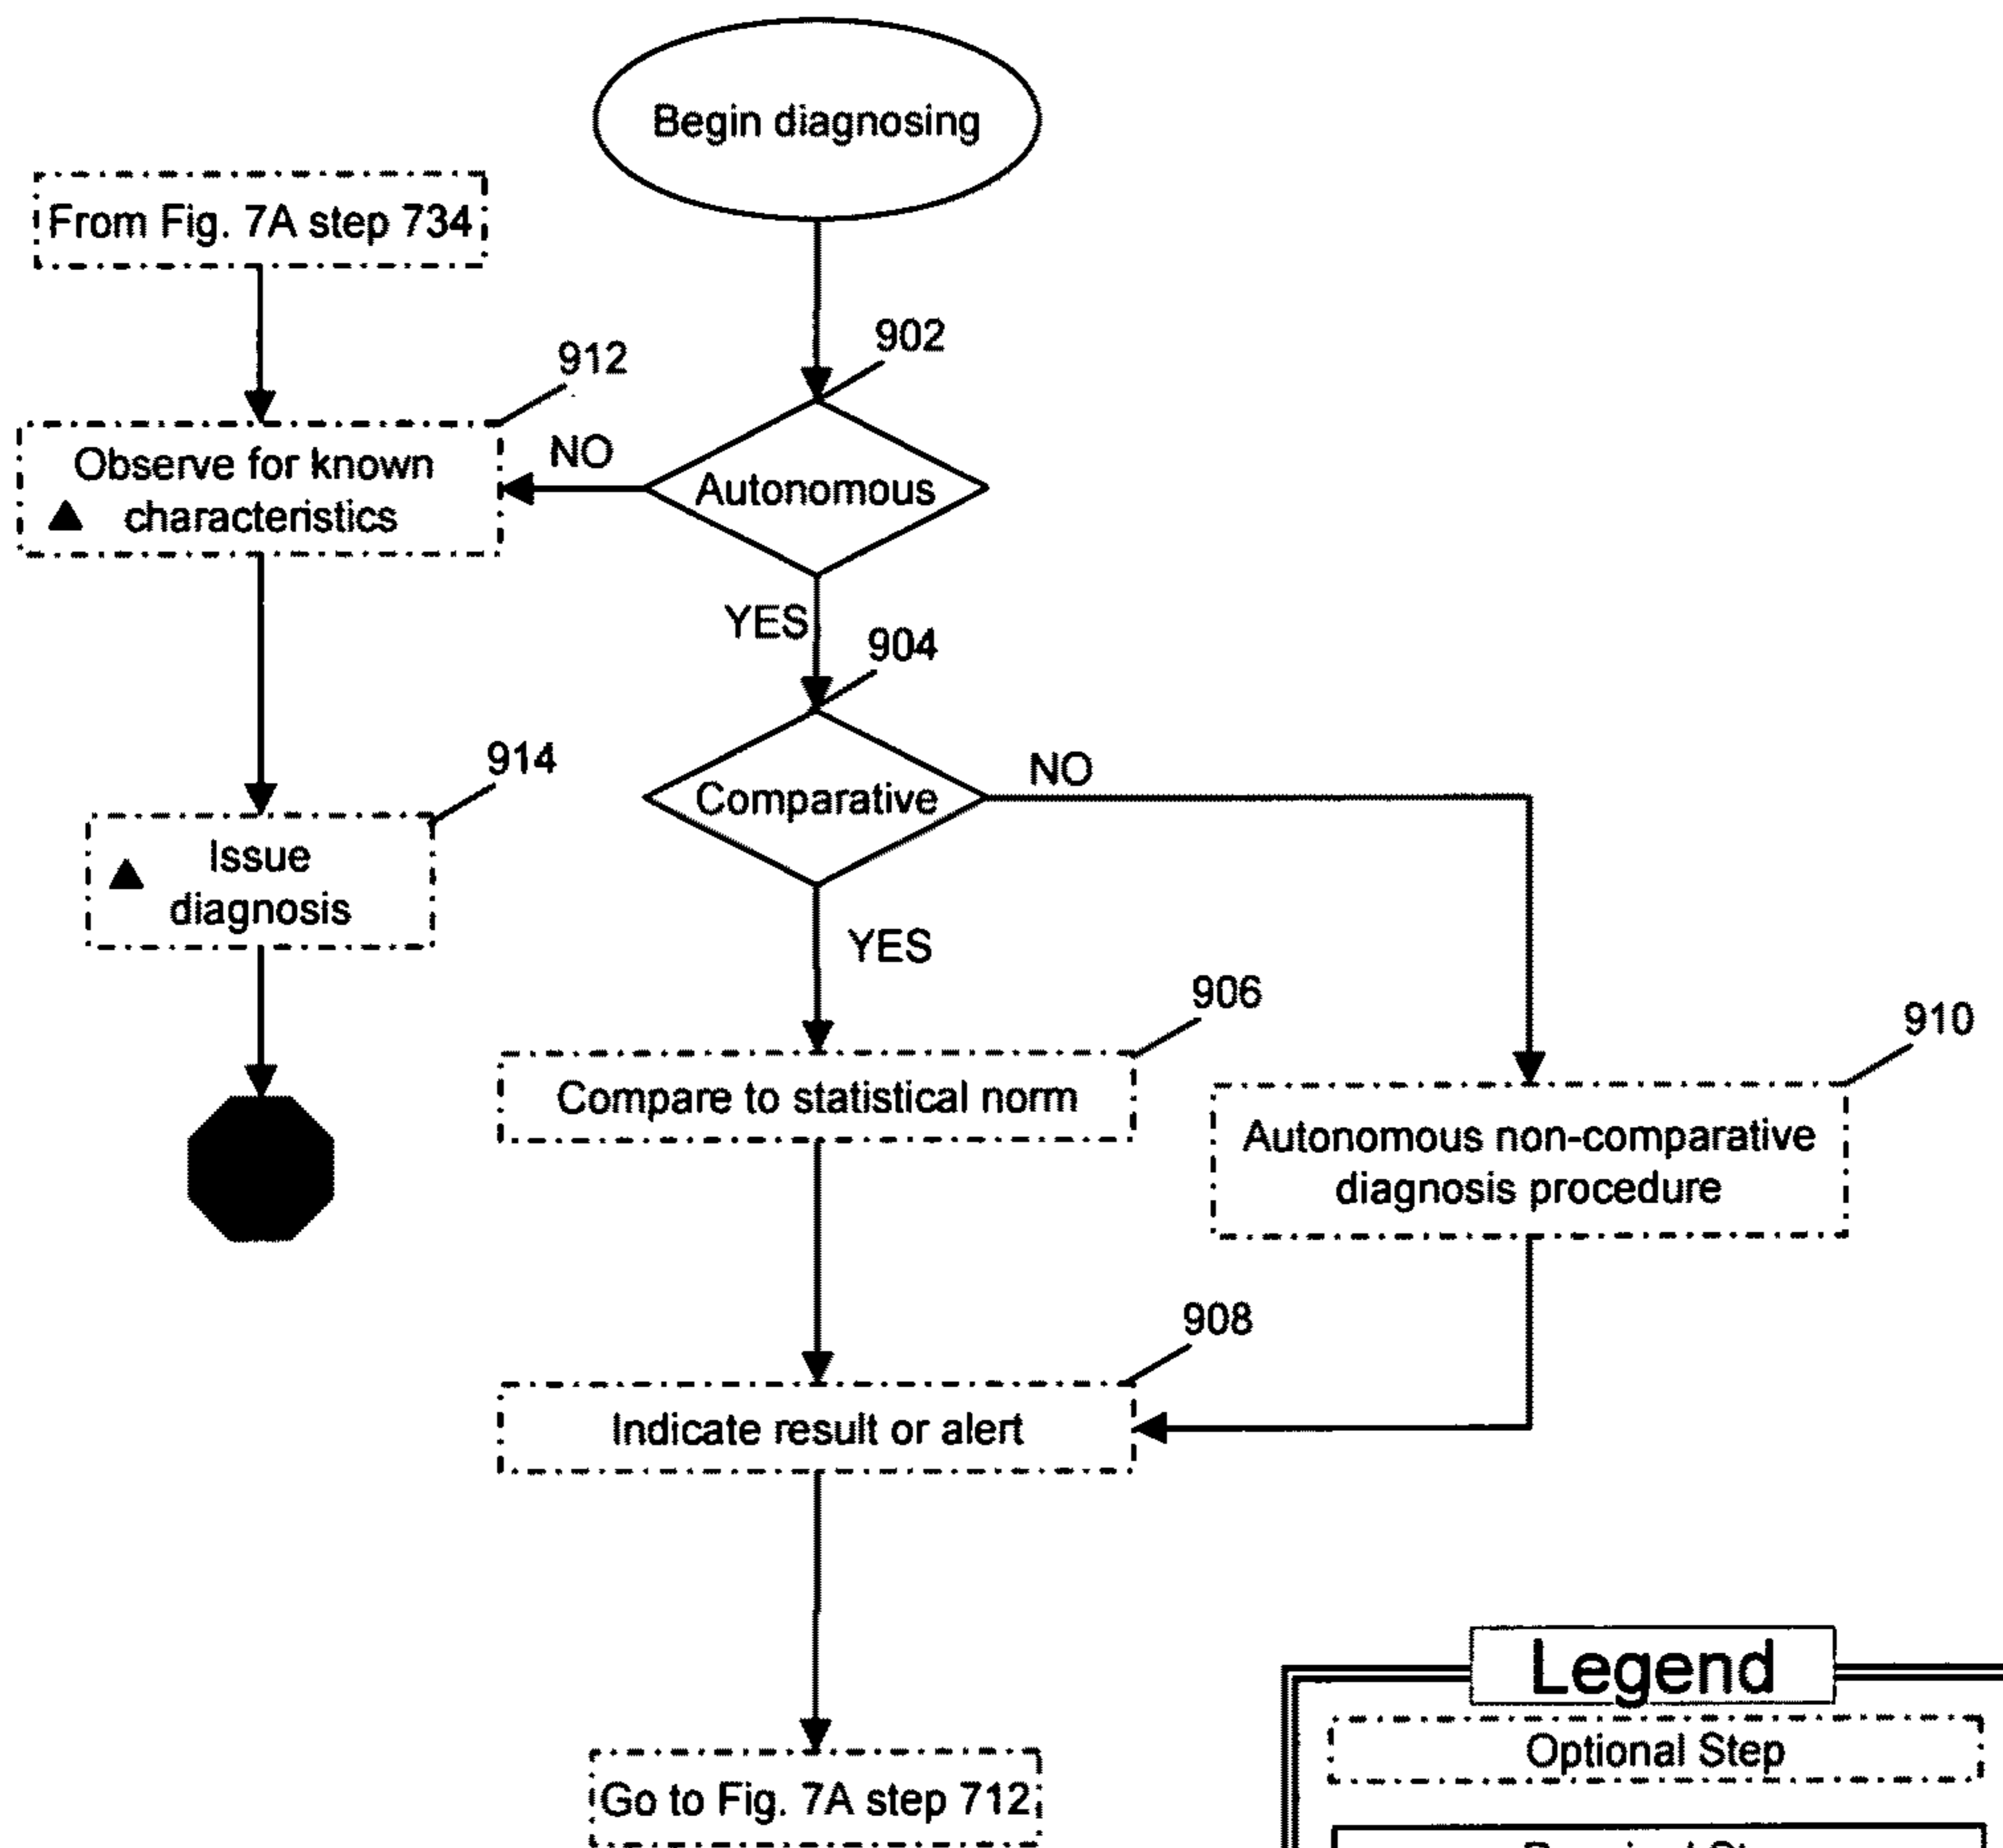 Begin diagnosing
From Fig. 7A step 734
902
912
NO
Observe for known
characteristics
Autonomous
YES
904
914
NO
Comparative
Issue
diagnosis
YES
906
910
Compare to statistical norm
Autonomous non-comparative
diagnosis procedure
908
Indicate result or alert
Legend
Optional Step
Go to Fig. 7A step 712